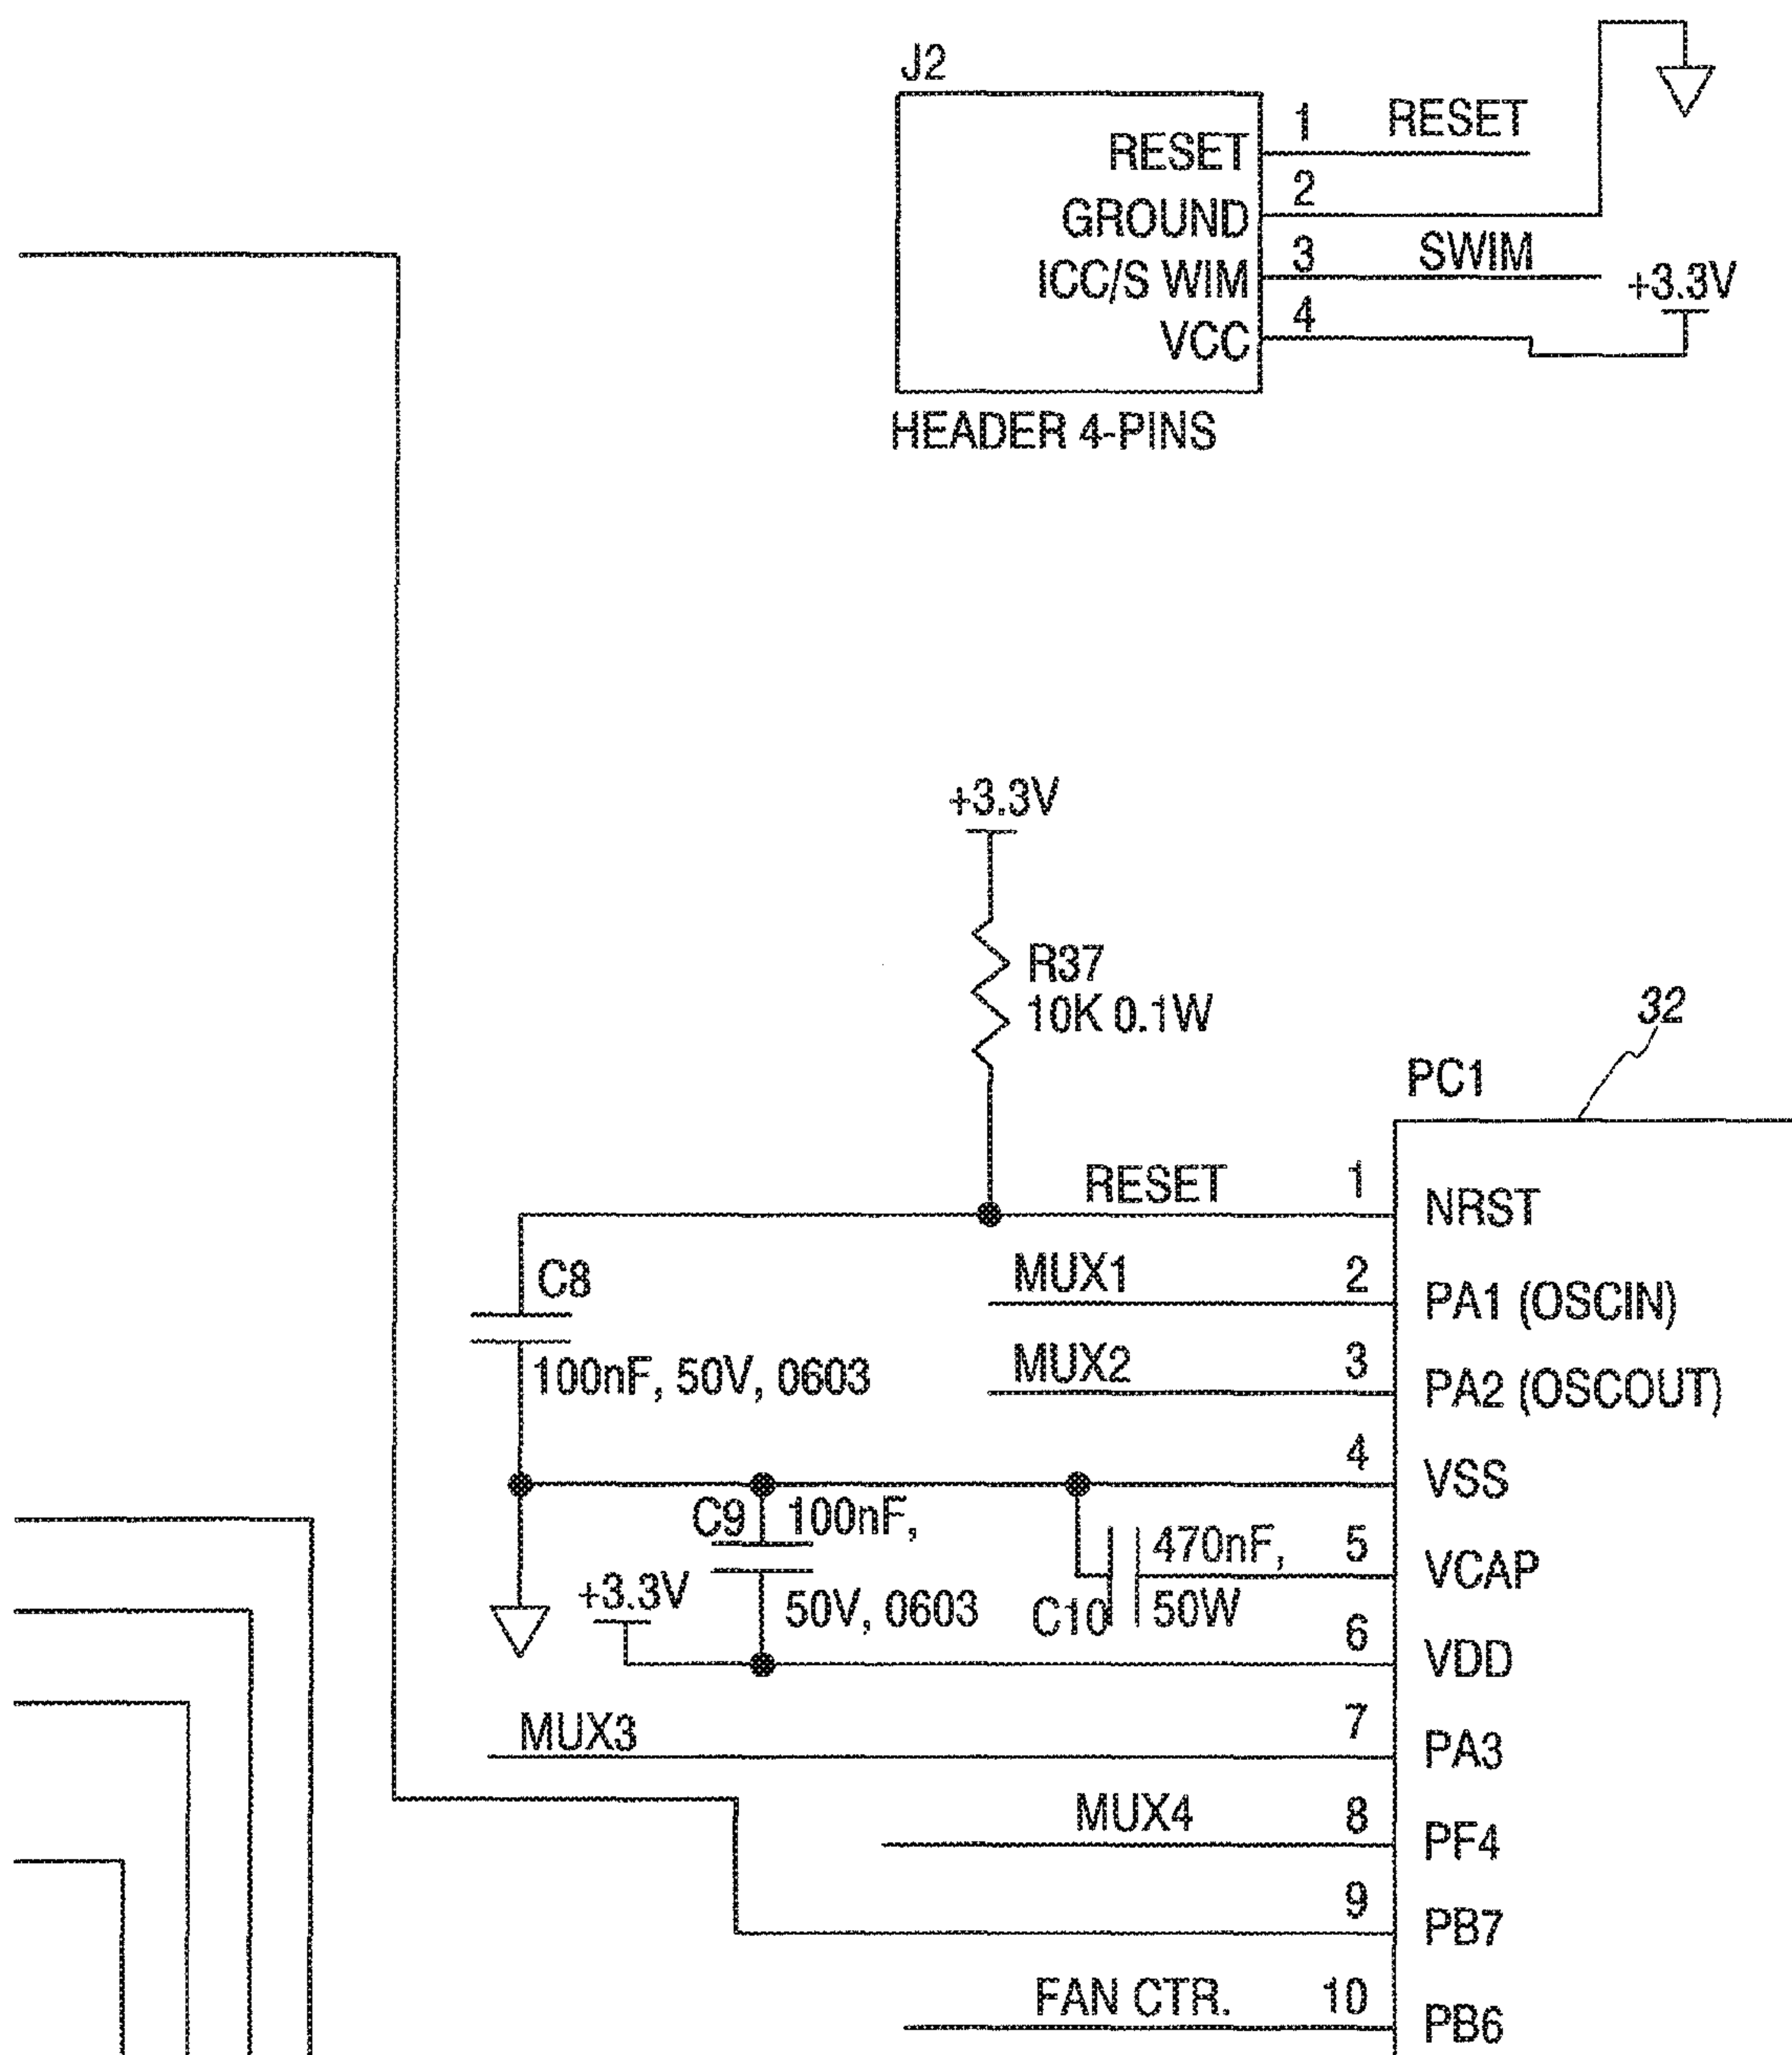 J2
RESET 1 RESET
GROUND 2
ICC/S WIM 3 SWIM
VCC 4
+3.3V
HEADER 4-PINS
+3.3V
R37
10K 0.1W
32
PC1
RESET 1 NRST
C8
100nF, 50V, 0603
MUX1 2 PA1 (OSCIN)
MUX2 3 PA2 (OSCOUT)
4 VSS
C9 100nF,
50V, 0603
+3.3V
470nF,
50W
C10
5 VCAP
6 VDD
MUX3 7 PA3
MUX4 8 PF4
9 PB7
FAN CTR. 10 PB6